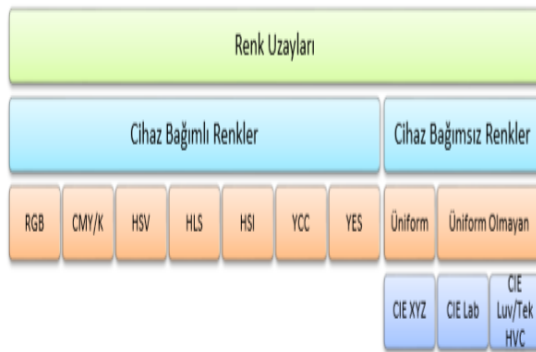 Renk Uzayları
Cihaz Bağımlı Renkler
Cihaz Bağımsız Renkler
RGB
CMY/K
HSV
HLS
HSI
YCC
YES
Üniform
Üniform Olmayan
CIE XYZ
CIE Lab
CIE
Luv/Tek
HVC